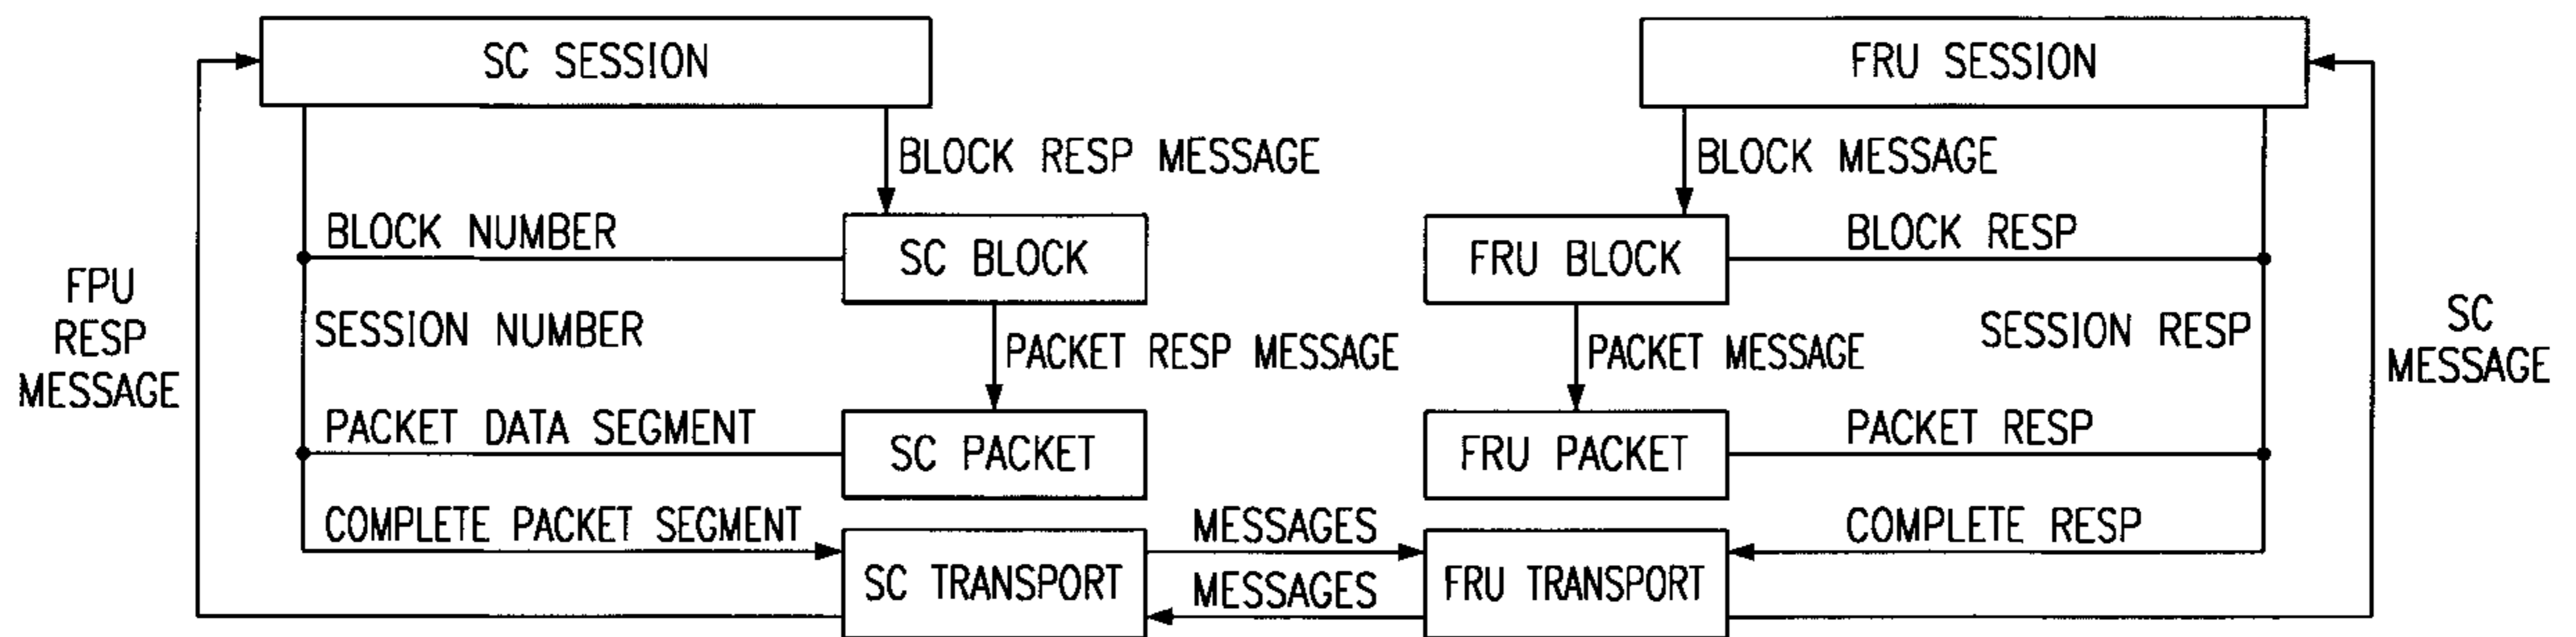 SC SESSION
FRU SESSION
BLOCK RESP MESSAGE
BLOCK MESSAGE
BLOCK NUMBER
SC BLOCK
FRU BLOCK
BLOCK RESP
FPU
RESP
MESSAGE
SESSION NUMBER
PACKET RESP MESSAGE
PACKET MESSAGE
SESSION RESP
SC
MESSAGE
PACKET DATA SEGMENT
SC PACKET
FRU PACKET
PACKET RESP
COMPLETE PACKET SEGMENT
MESSAGES
COMPLETE RESP
SC TRANSPORT
MESSAGES
FRU TRANSPORT